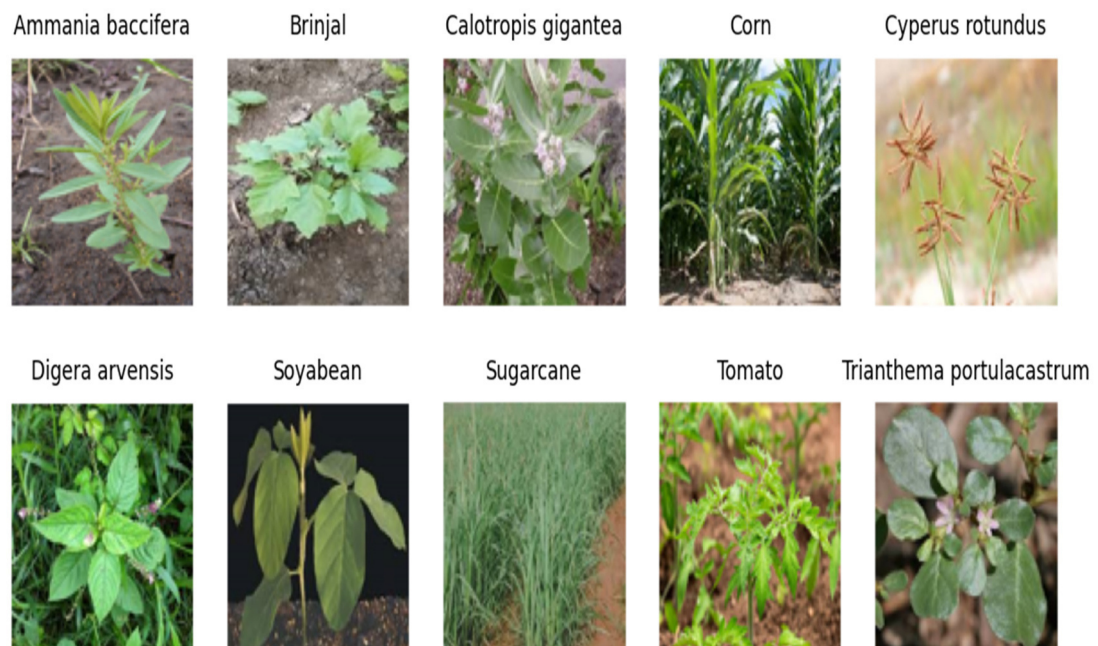 Ammania baccifera
Brinjal
Calotropis gigantea
Corn
Cyperus rotundus
Digera arvensis
Soyabean
Sugarcane
Tomato
Trianthema portulacastrum